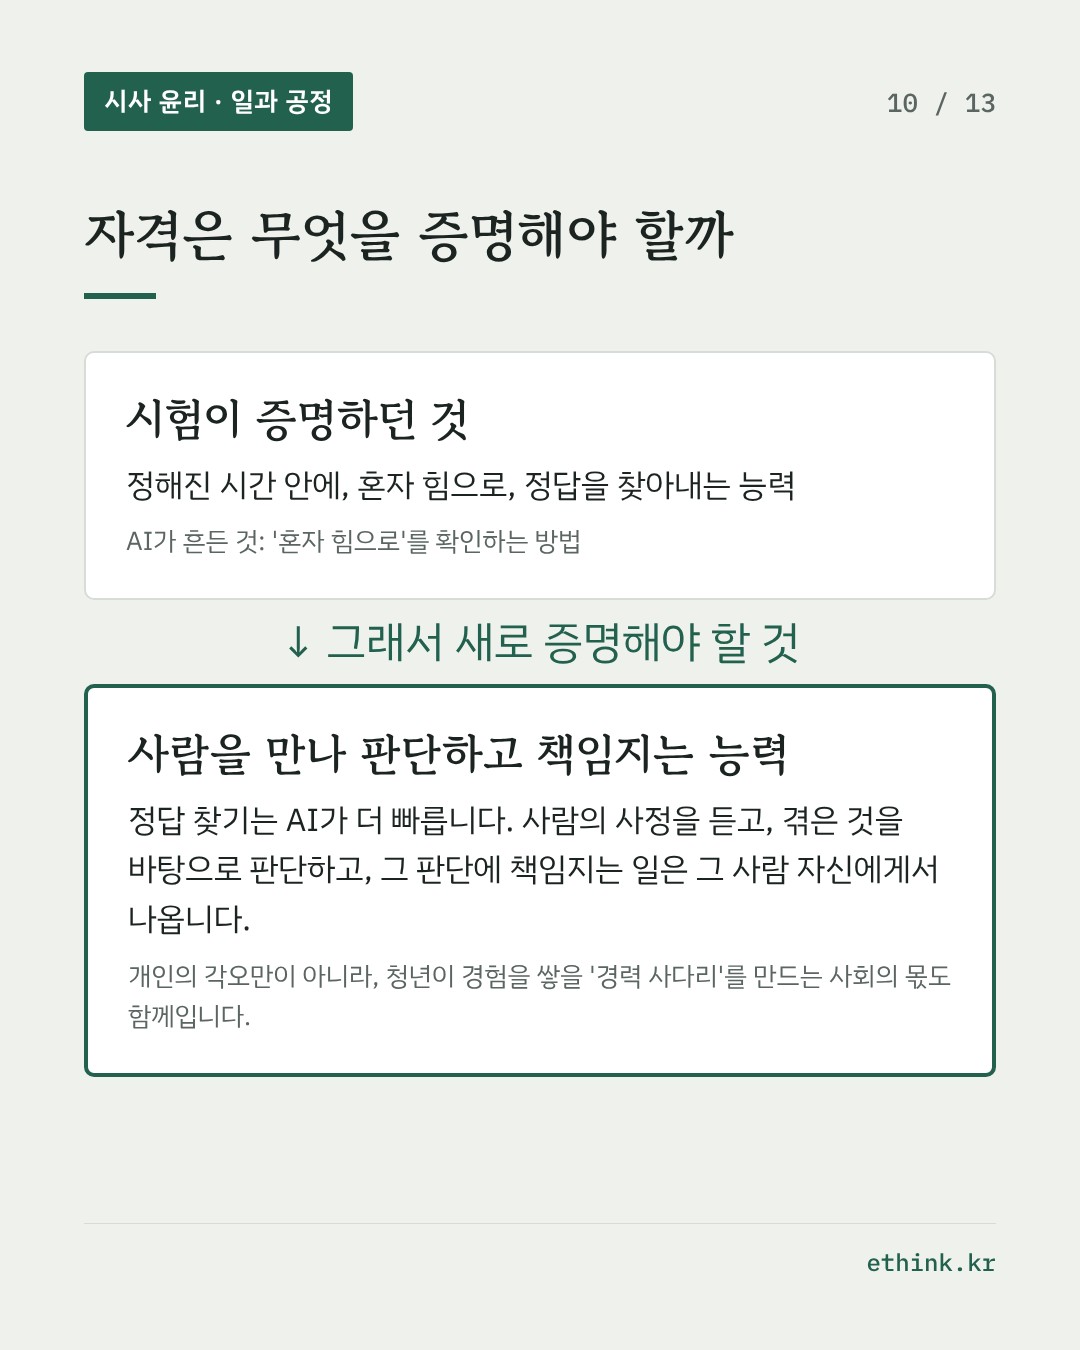 시사 윤리 · 일과 공정
10 / 13
자격은 무엇을 증명해야 할까
시험이 증명하던 것
정해진 시간 안에, 혼자 힘으로, 정답을 찾아내는 능력
AI가 흔든 것: '혼자 힘으로'를 확인하는 방법
↓ 그래서 새로 증명해야 할 것
사람을 만나 판단하고 책임지는 능력
정답 찾기는 AI가 더 빠릅니다. 사람의 사정을 듣고, 겪은 것을
바탕으로 판단하고, 그 판단에 책임지는 일은 그 사람 자신에게서
나옵니다.
개인의 각오만이 아니라, 청년이 경험을 쌓을 '경력 사다리'를 만드는 사회의 몫도
함께입니다.
ethink.kr